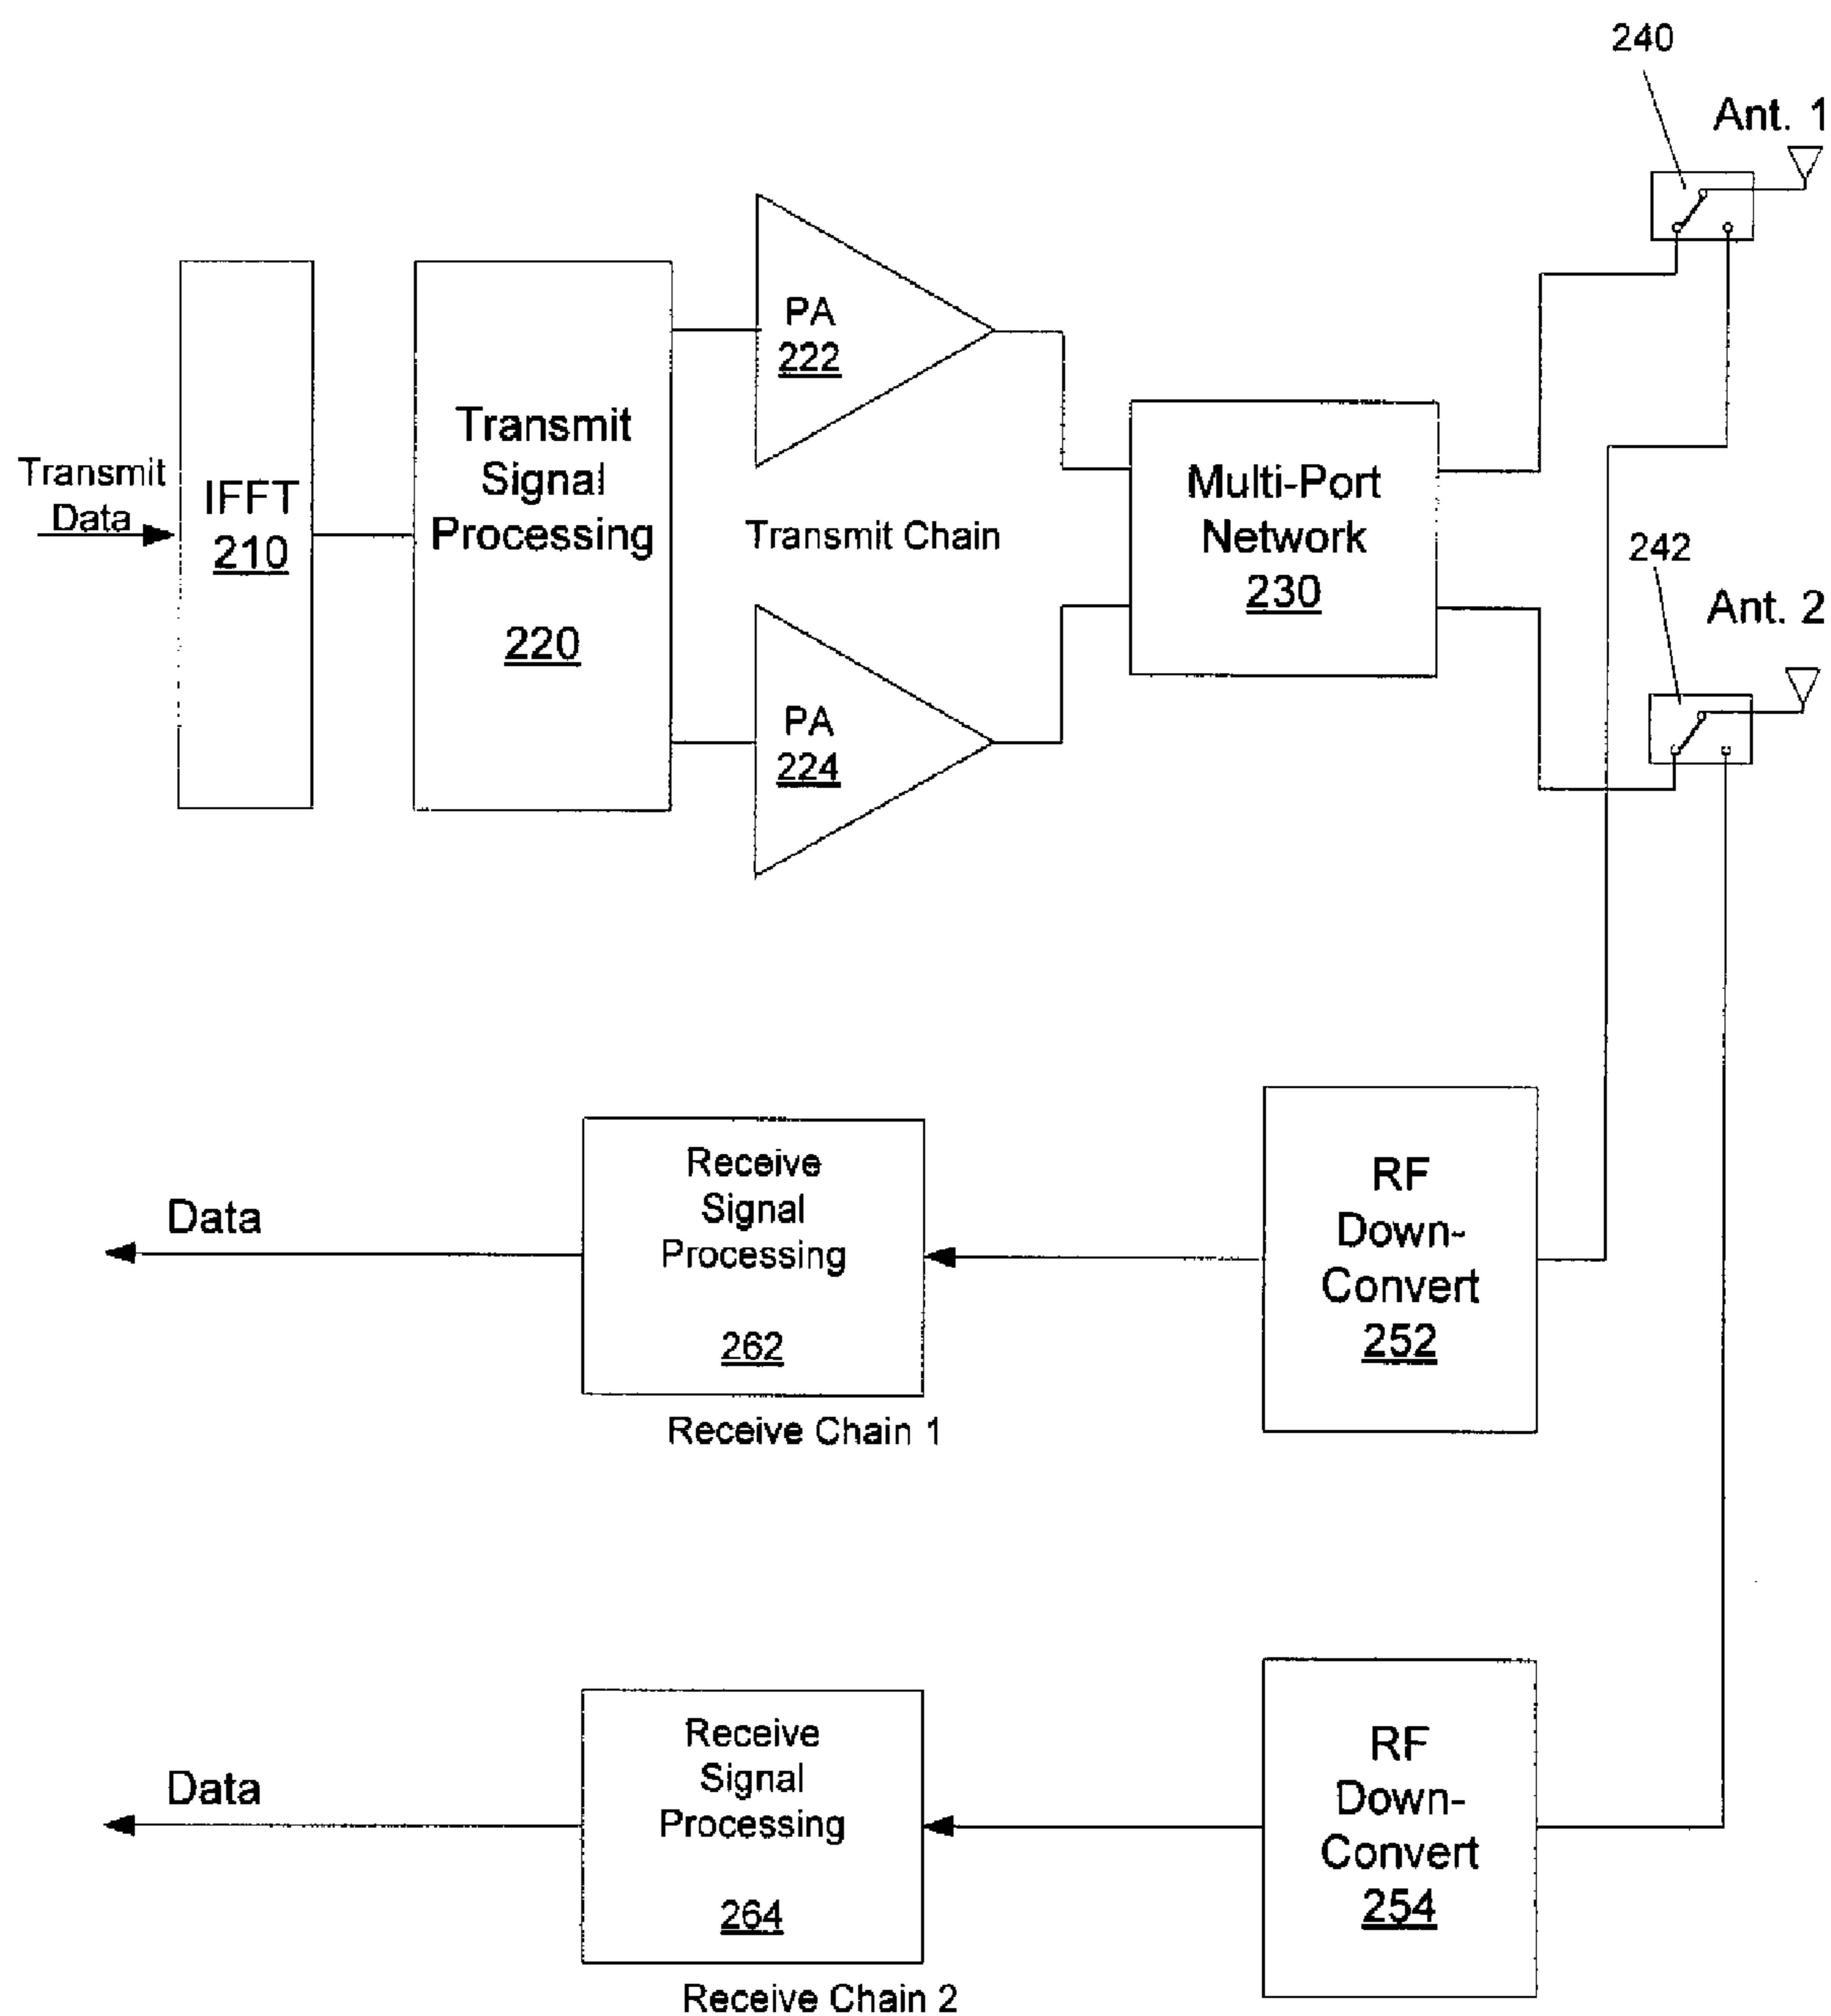 240
Ant. 1
PA
222
Transmit
Data
IFFT
210
Transmit
Signal
Processing
220
Transmit Chain
Multi-Port
Network
230
242
Ant. 2
PA
224
Data
Receive
Signal
Processing
262
Receive Chain 1
RF
Down-
Convert
252
Data
Receive
Signal
Processing
264
Receive Chain 2
RF
Down-
Convert
254